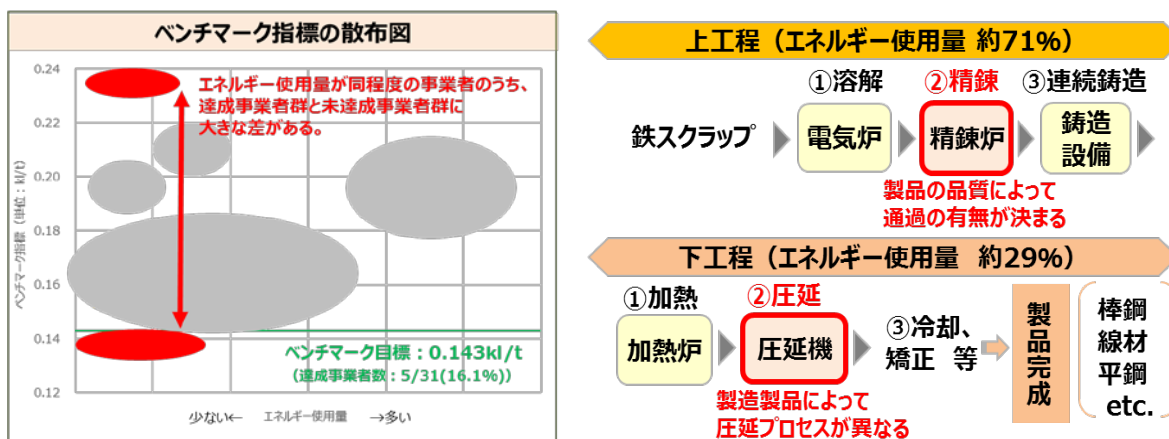 ベンチマーク指標の散布図
0.24
0.22
0.20
0.18
0.16
0.14
0.12
ベンチマーク指標(単位:kl/t)
エネルギー使用量が同程度の事業者のうち、
達成事業者群と未達成事業者群に
大きな差がある。
ベンチマーク目標:0.143kl/t
(達成事業者数:5/31(16.1%))
少ない← エネルギー使用量 →多い
上工程(エネルギー使用量 約71%)
①溶解 ②精錬 ③連続鋳造
鉄スクラップ 電気炉 精錬炉 鋳造
設備
製品の品質によって
通過の有無が決まる
下工程(エネルギー使用量 約29%)
①加熱 ②圧延
加熱炉 圧延機 ③冷却、
矯正 等
製造製品によって
圧延プロセスが異なる
製品完成
棒鋼
線材
平鋼
etc.